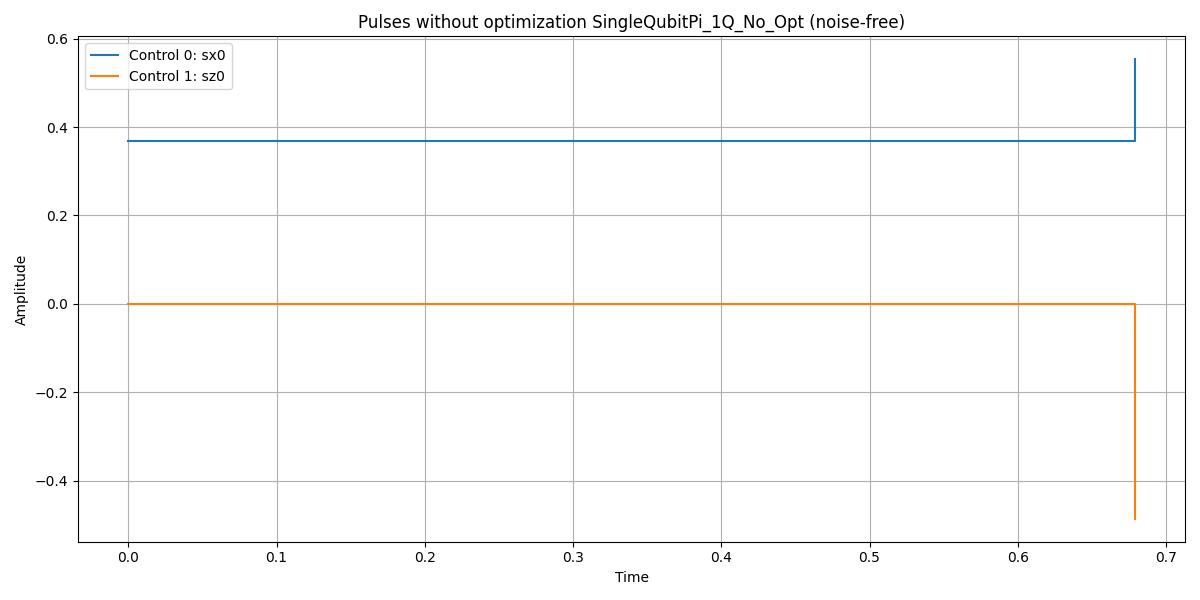 Pulses without optimization SingleQubitPi_1Q_No_Opt (noise-free)
Control 0: sx0
Control 1: sz0
Amplitude
0.6
0.4
0.2
0.0
−0.2
−0.4
0.0 0.1 0.2 0.3 0.4 0.5 0.6 0.7
Time